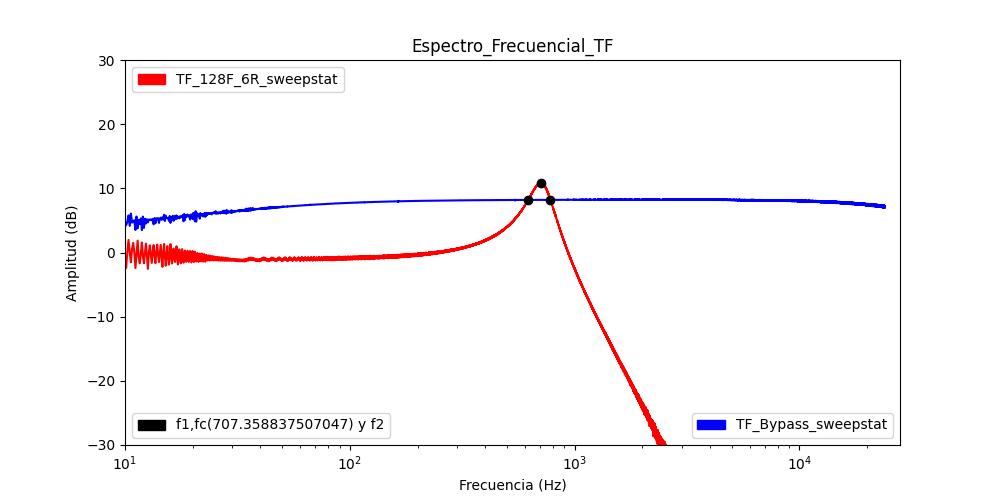 Espectro_Frecuencial_TF
TF_128F_6R_sweepstat
Amplitud (dB)
30
20
10
0
−10
−20
−30
f1,fc(707.358837507047) y f2
TF_Bypass_sweepstat
10¹
10²
10³
10⁴
Frecuencia (Hz)